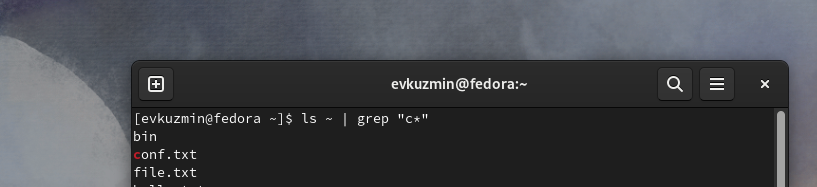 evkuzmin@fedora:~
[evkuzmin@fedora ~]$ ls ~ | grep "c*"
bin
conf.txt
file.txt